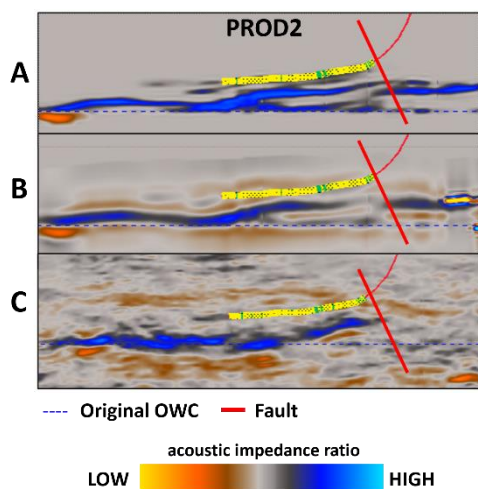 PROD2
A
B
C
Original OWC
Fault
acoustic impedance ratio
LOW
HIGH